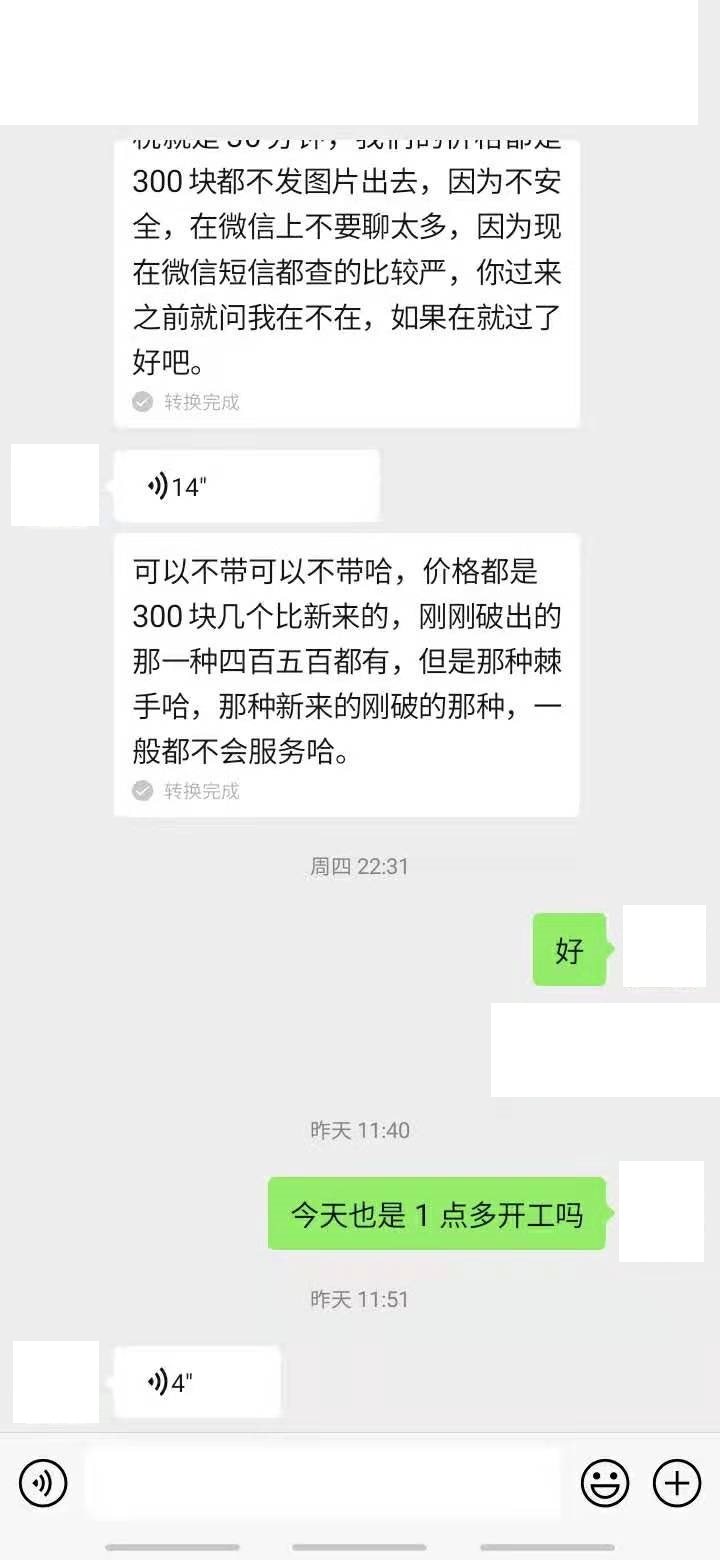 300 块都不发图片出去，因为不安
全，在微信上不要聊太多，因为现
在微信短信都查的比较严，你过来
之前就问我在不在，如果在就过了
好吧。
转换完成
14"
可以不带可以不带哈，价格都是
300 块几个比新来的，刚刚破出的
那一种四百五百都有，但是那种棘
手哈，那种新来的刚破的那种，一
般都不会服务哈。
转换完成
周四 22:31
好
昨天 11:40
今天也是 1 点多开工吗
昨天 11:51
4"